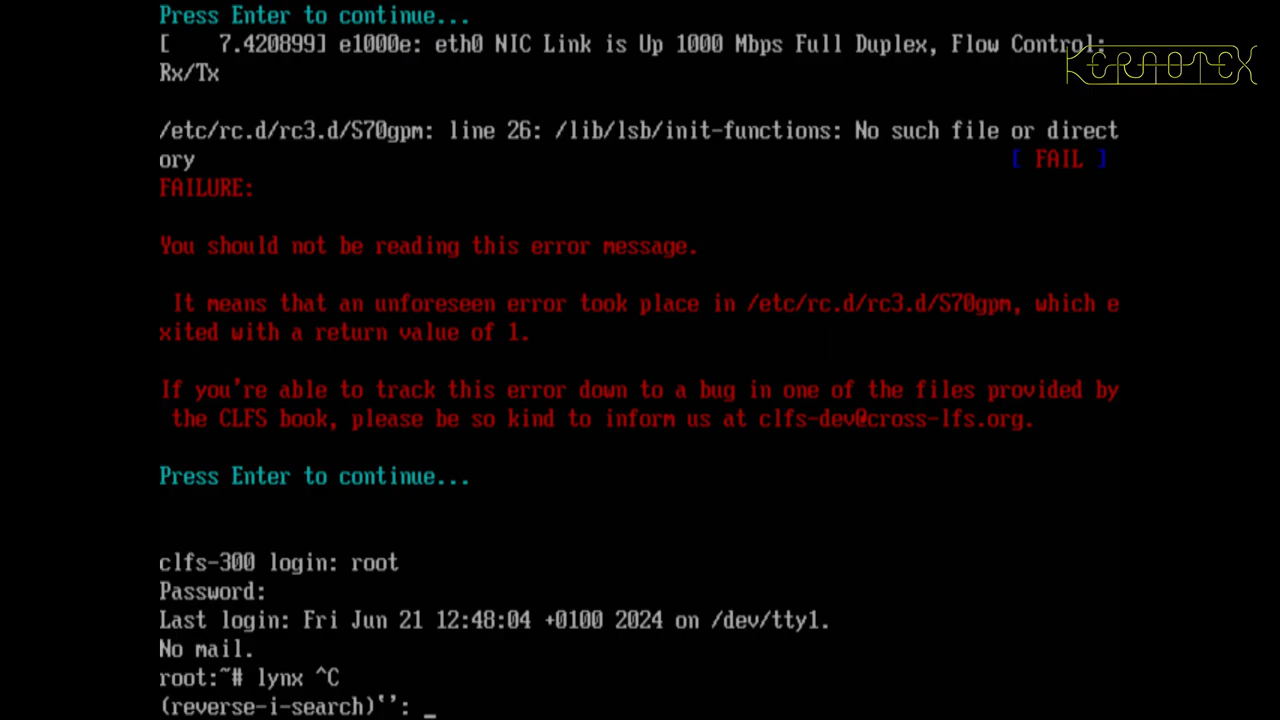 Press Enter to continue...
[    7.420899] e1000e: eth0 NIC Link is Up 1000 Mbps Full Duplex, Flow Control:
Rx/Tx
KERNOTEX
/etc/rc.d/rc3.d/S70gpm: line 26: /lib/lsb/init-functions: No such file or direct
ory [ FAIL ]
FAILURE:
You should not be reading this error message.
It means that an unforeseen error took place in /etc/rc.d/rc3.d/S70gpm, which e
xited with a return value of 1.
If you're able to track this error down to a bug in one of the files provided by
the CLFS book, please be so kind to inform us at clfs-dev@cross-lfs.org.
Press Enter to continue...
clfs-300 login: root
Password:
Last login: Fri Jun 21 12:48:04 +0100 2024 on /dev/tty1.
No mail.
root:~# lynx ^C
(reverse-i-search)`': _